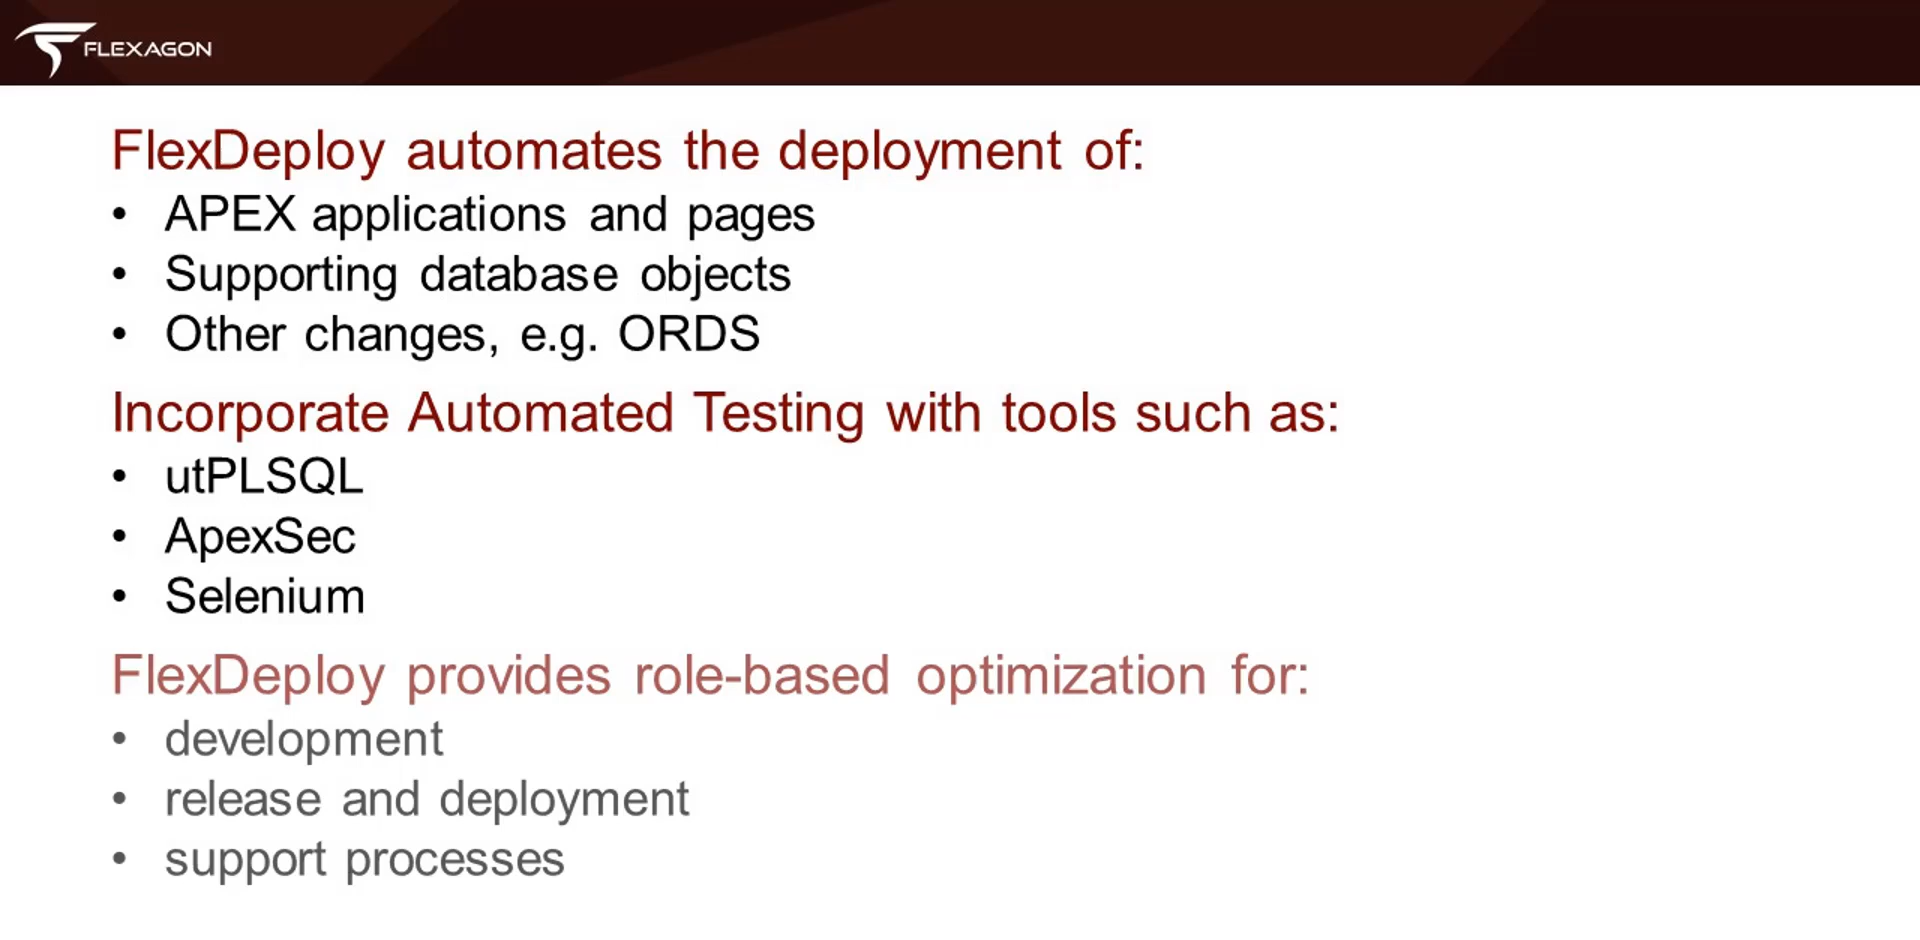 FLEXAGON
FlexDeploy automates the deployment of:
• APEX applications and pages
• Supporting database objects
• Other changes, e.g. ORDS
Incorporate Automated Testing with tools such as:
• utPLSQL
• ApexSec
• Selenium
FlexDeploy provides role-based optimization for:
• development
• release and deployment
• support processes